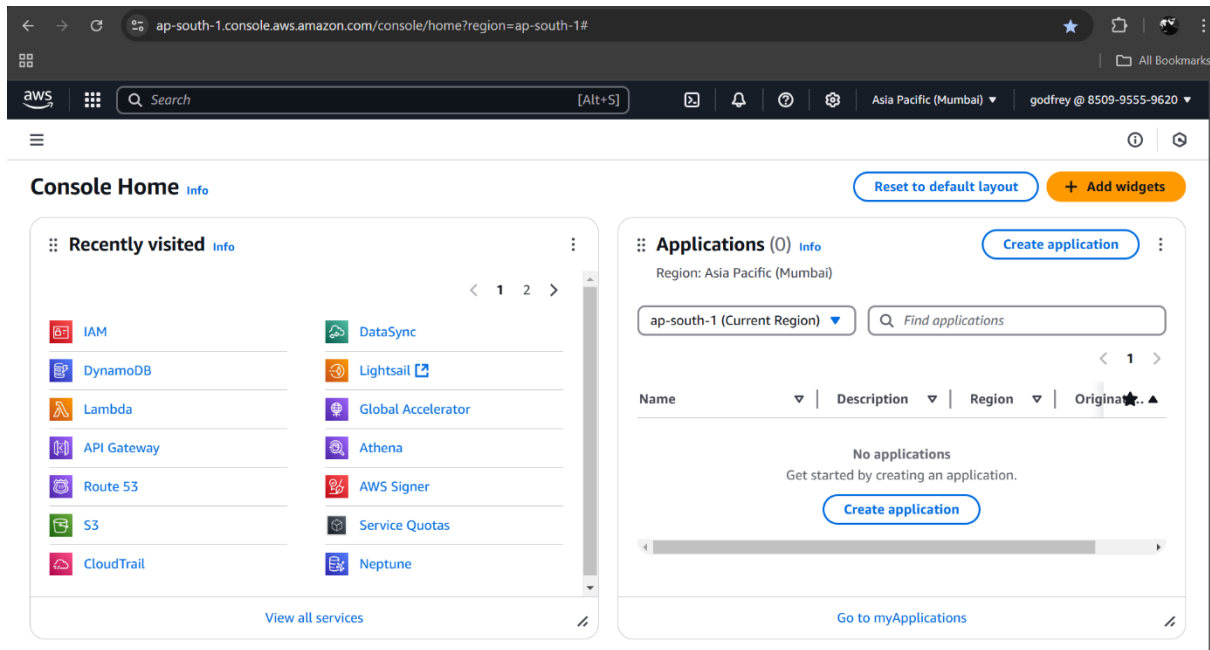 ap-south-1.console.aws.amazon.com/console/home?region=ap-south-1#
All Bookmarks
aws
Search
[Alt+S]
Asia Pacific (Mumbai) ▼
godfrey @ 8509-9555-9620 ▼
Console Home Info
Reset to default layout
+ Add widgets
Recently visited Info
1 2
IAM
DynamoDB
Lambda
API Gateway
Route 53
S3
CloudTrail
DataSync
Lightsail
Global Accelerator
Athena
AWS Signer
Service Quotas
Neptune
View all services
Applications (0) Info
Create application
Region: Asia Pacific (Mumbai)
ap-south-1 (Current Region) ▼
Find applications
1
Name Description Region Originat...
No applications
Get started by creating an application.
Create application
Go to myApplications